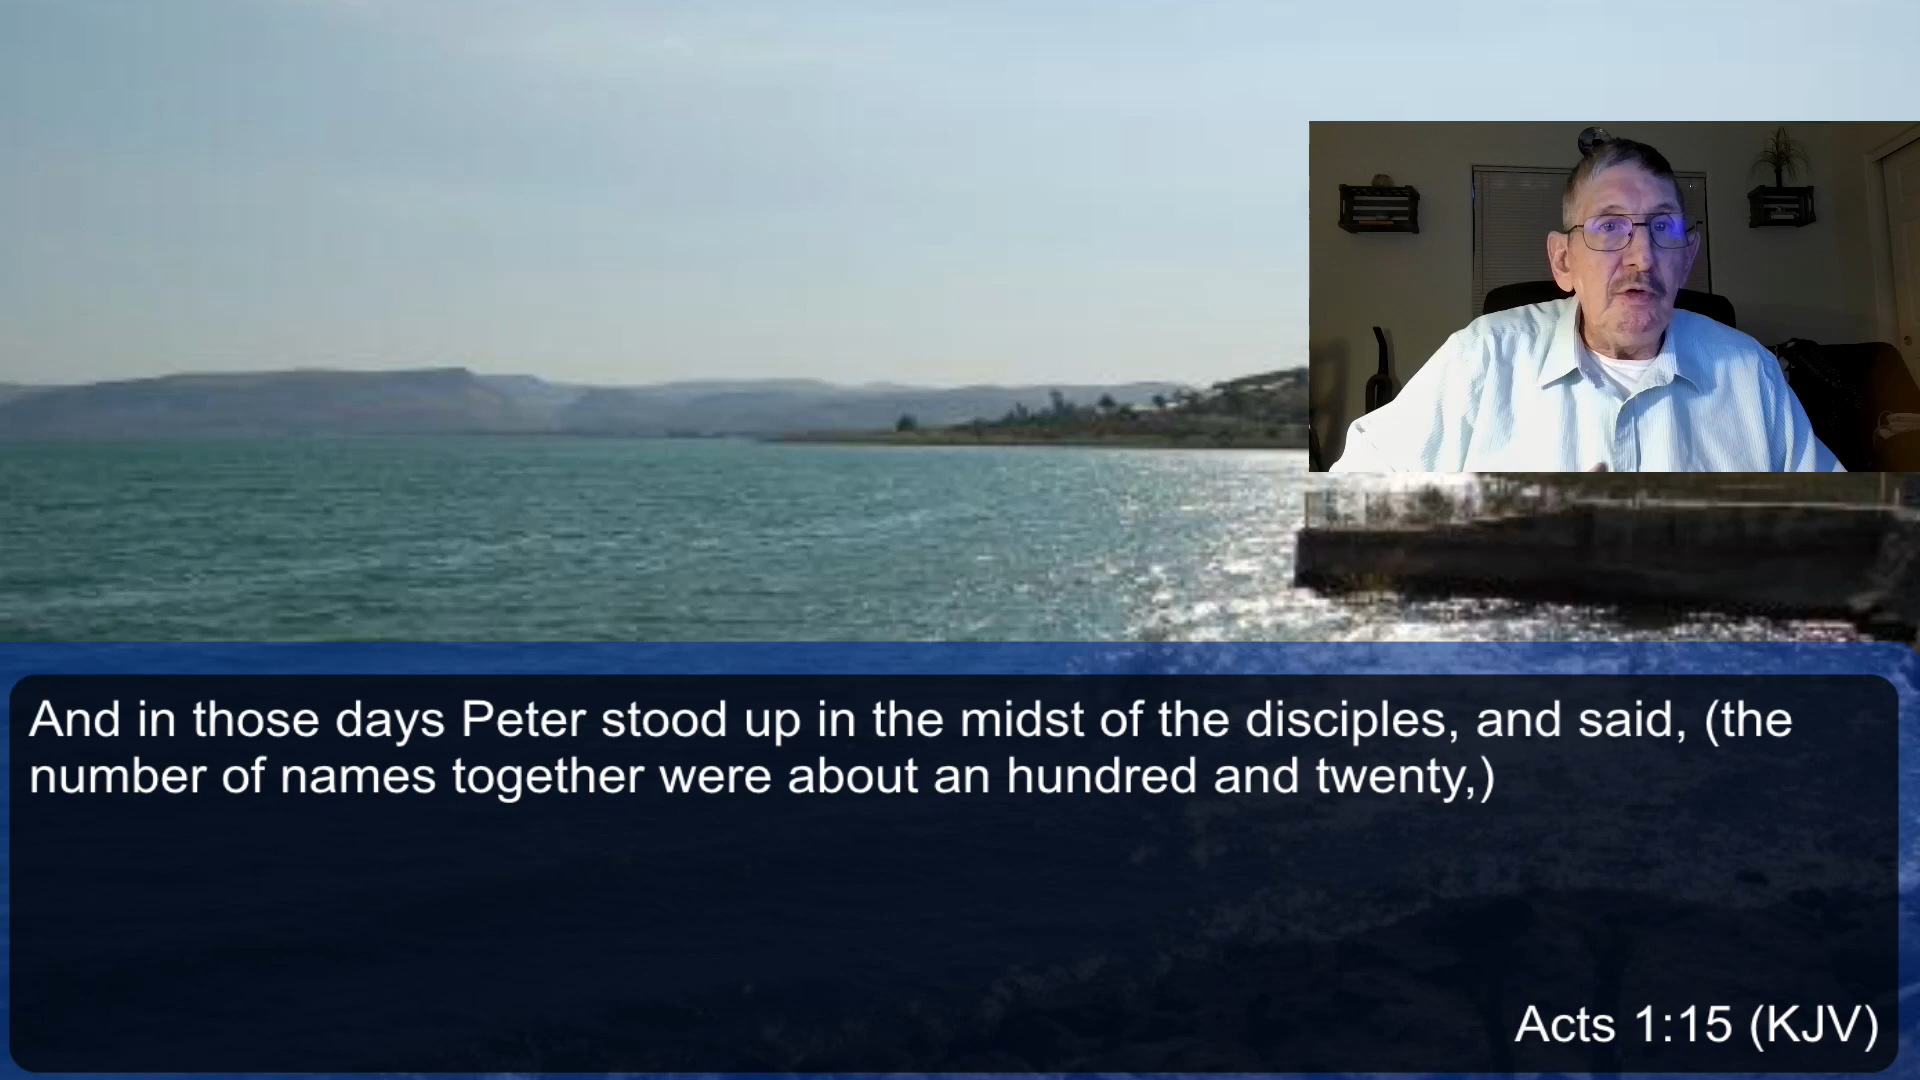 And in those days Peter stood up in the midst of the disciples, and said, (the
number of names together were about an hundred and twenty,)
Acts 1:15 (KJV)